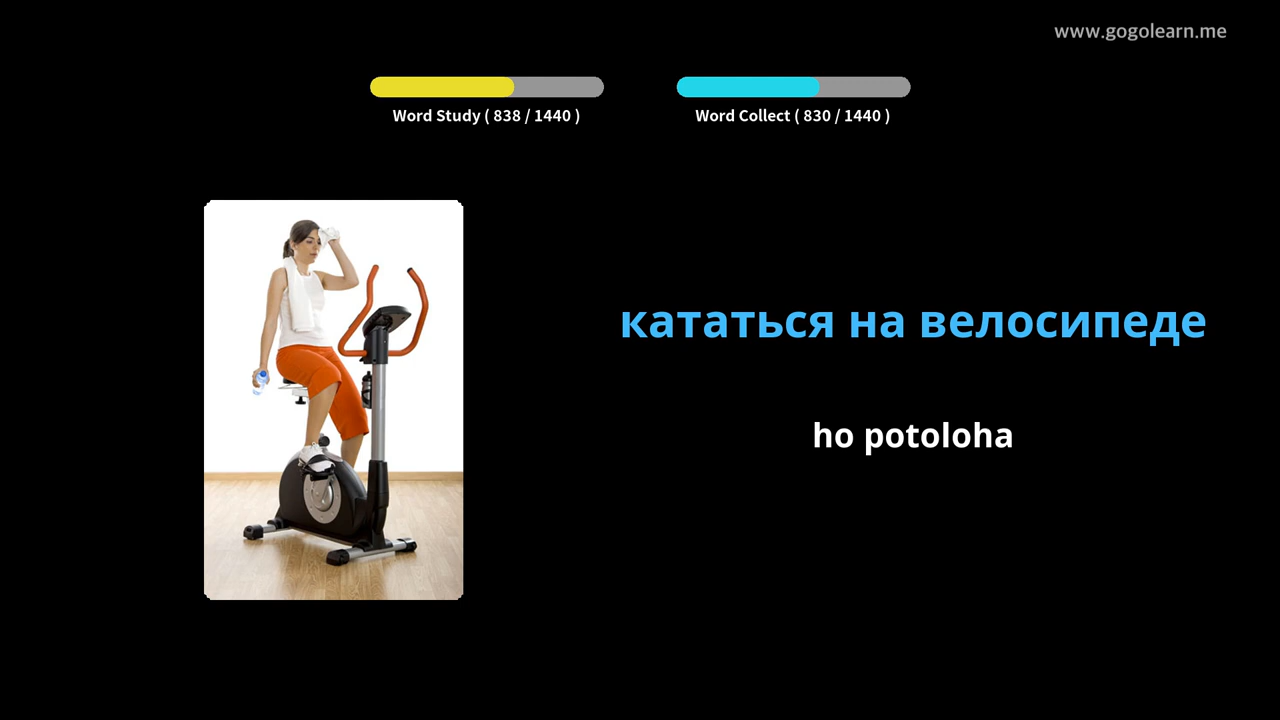 www.gogolearn.me
Word Study ( 838 / 1440 )
Word Collect ( 830 / 1440 )
кататься на велосипеде
ho potoloha